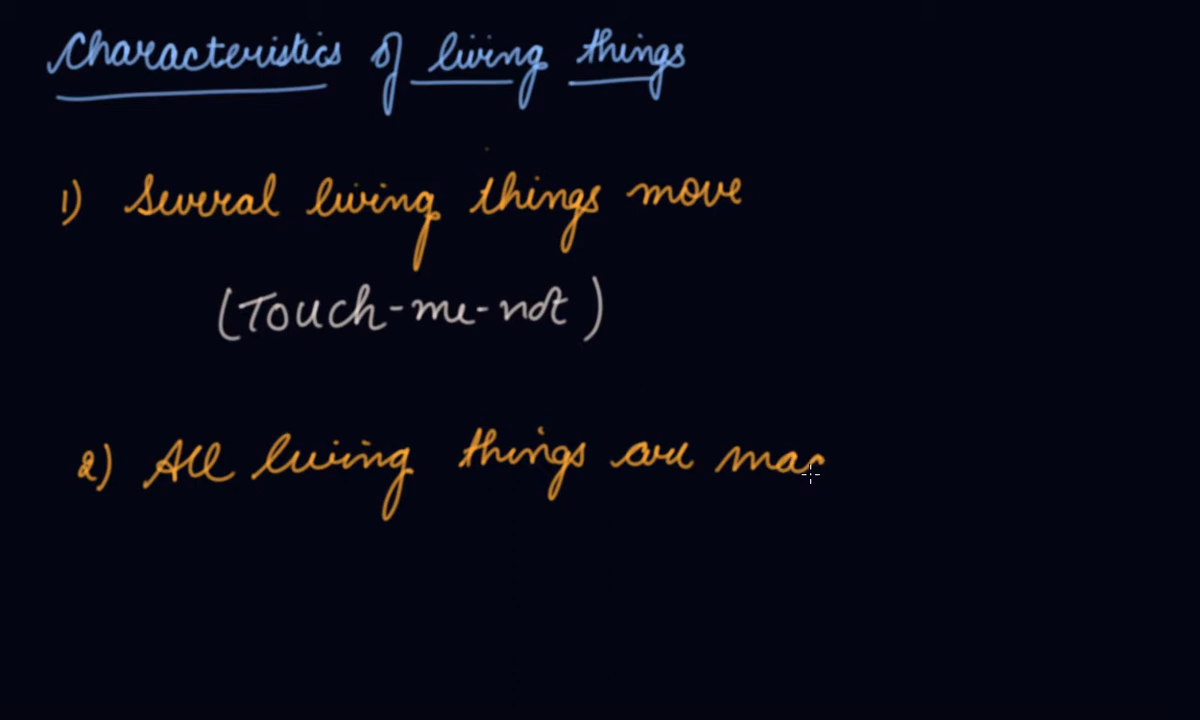 Characteristics of living things
1) Several living things move
(Touch-me-not)
2) All living things are